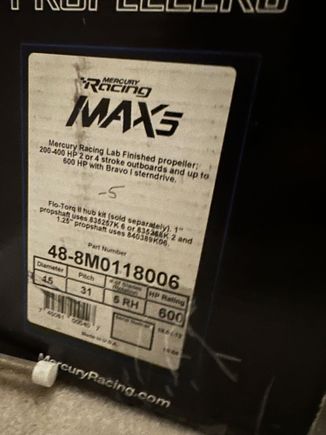 PROPELLERS
MERCURY
Racing
MAX5
Mercury Racing Lab Finished propeller;
200-400 HP 2 or 4 stroke outboards and up to
600 HP with Bravo I sterndrive.
-5
Flo-Torq II hub kit (sold separately). 1"
propshaft uses 835257K 6 or K 2 and
1.25" propshaft uses 840389K06.
Part Number
48-8M0118006
Diameter
Pitch
HP Rating
31
5 RH
600
Made in U.S.A.
MercuryRacing.com